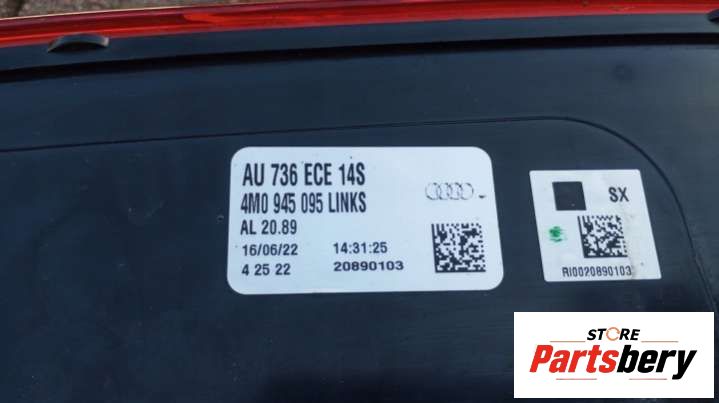 AU 736 ECE 14S
4M0 945 095 LINKS
AL 20.89
16/06/22 14:31:25
4 25 22 20890103
SX
RI0020890103
STORE
Partsbery